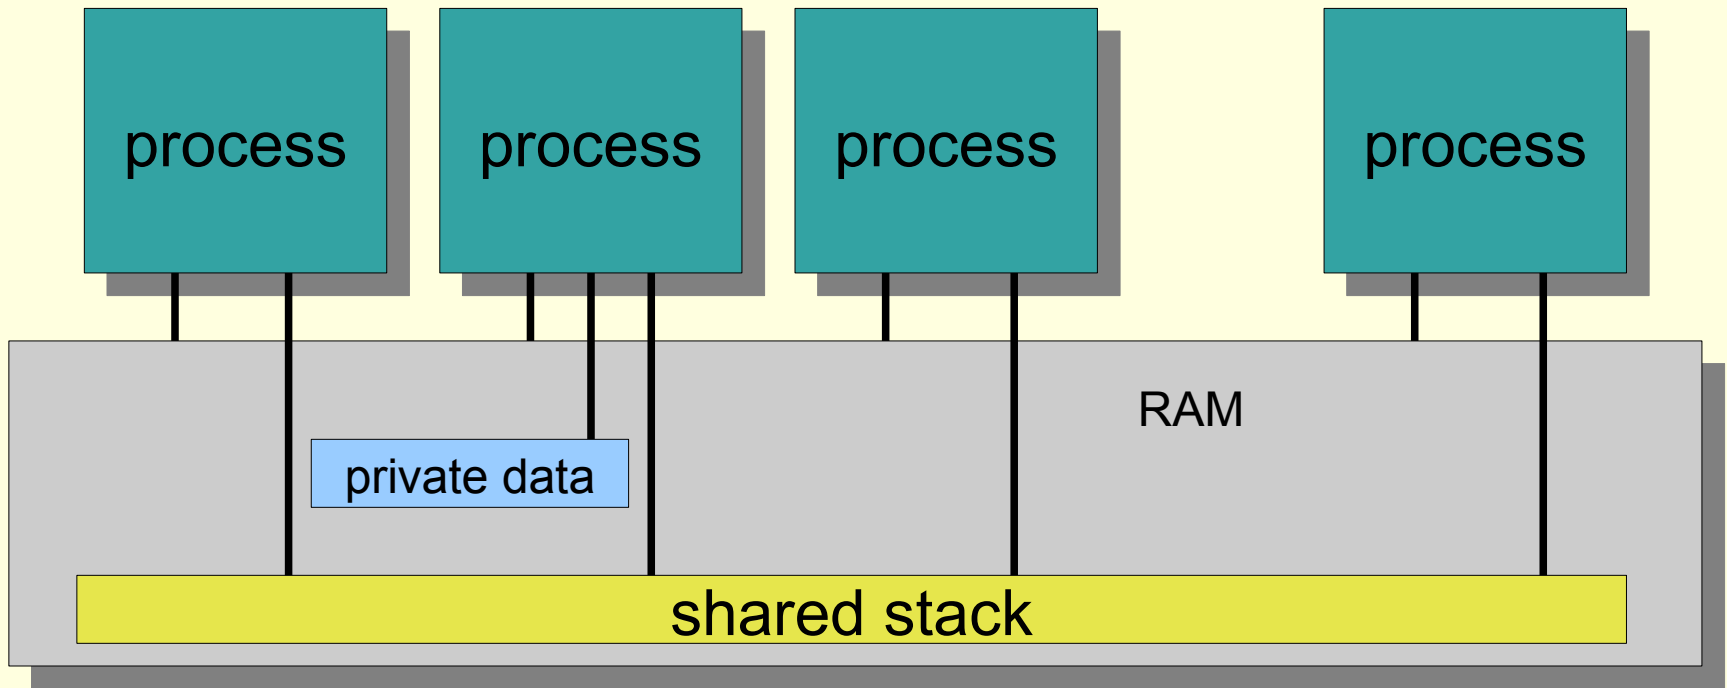 process
process
process
process
RAM
private data
shared stack